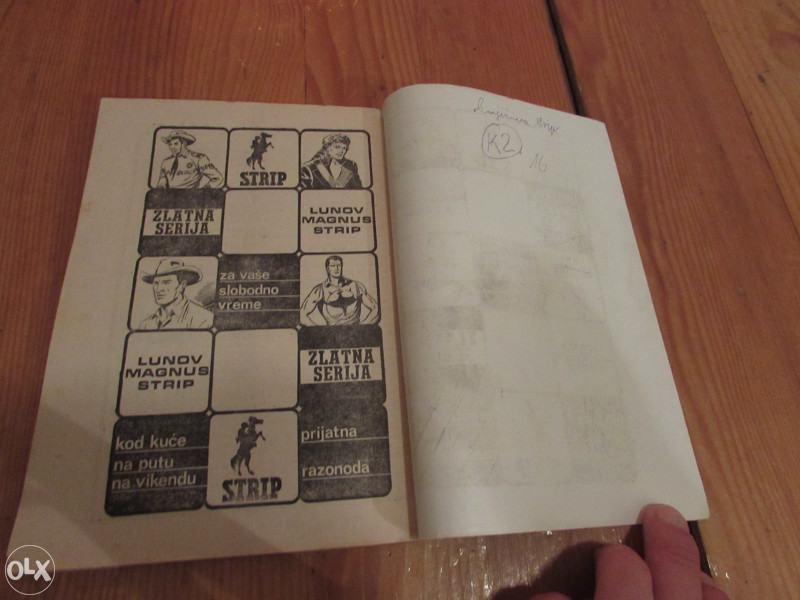 STRIP
ZLATNA
SERIJA
LUNOV
MAGNUS
STRIP
za vaše
slobodno
vreme
LUNOV
MAGNUS
STRIP
ZLATNA
SERIJA
kod kuće
na putu
na vikendu
STRIP
prijatna
razonoda
K2
16
OLX